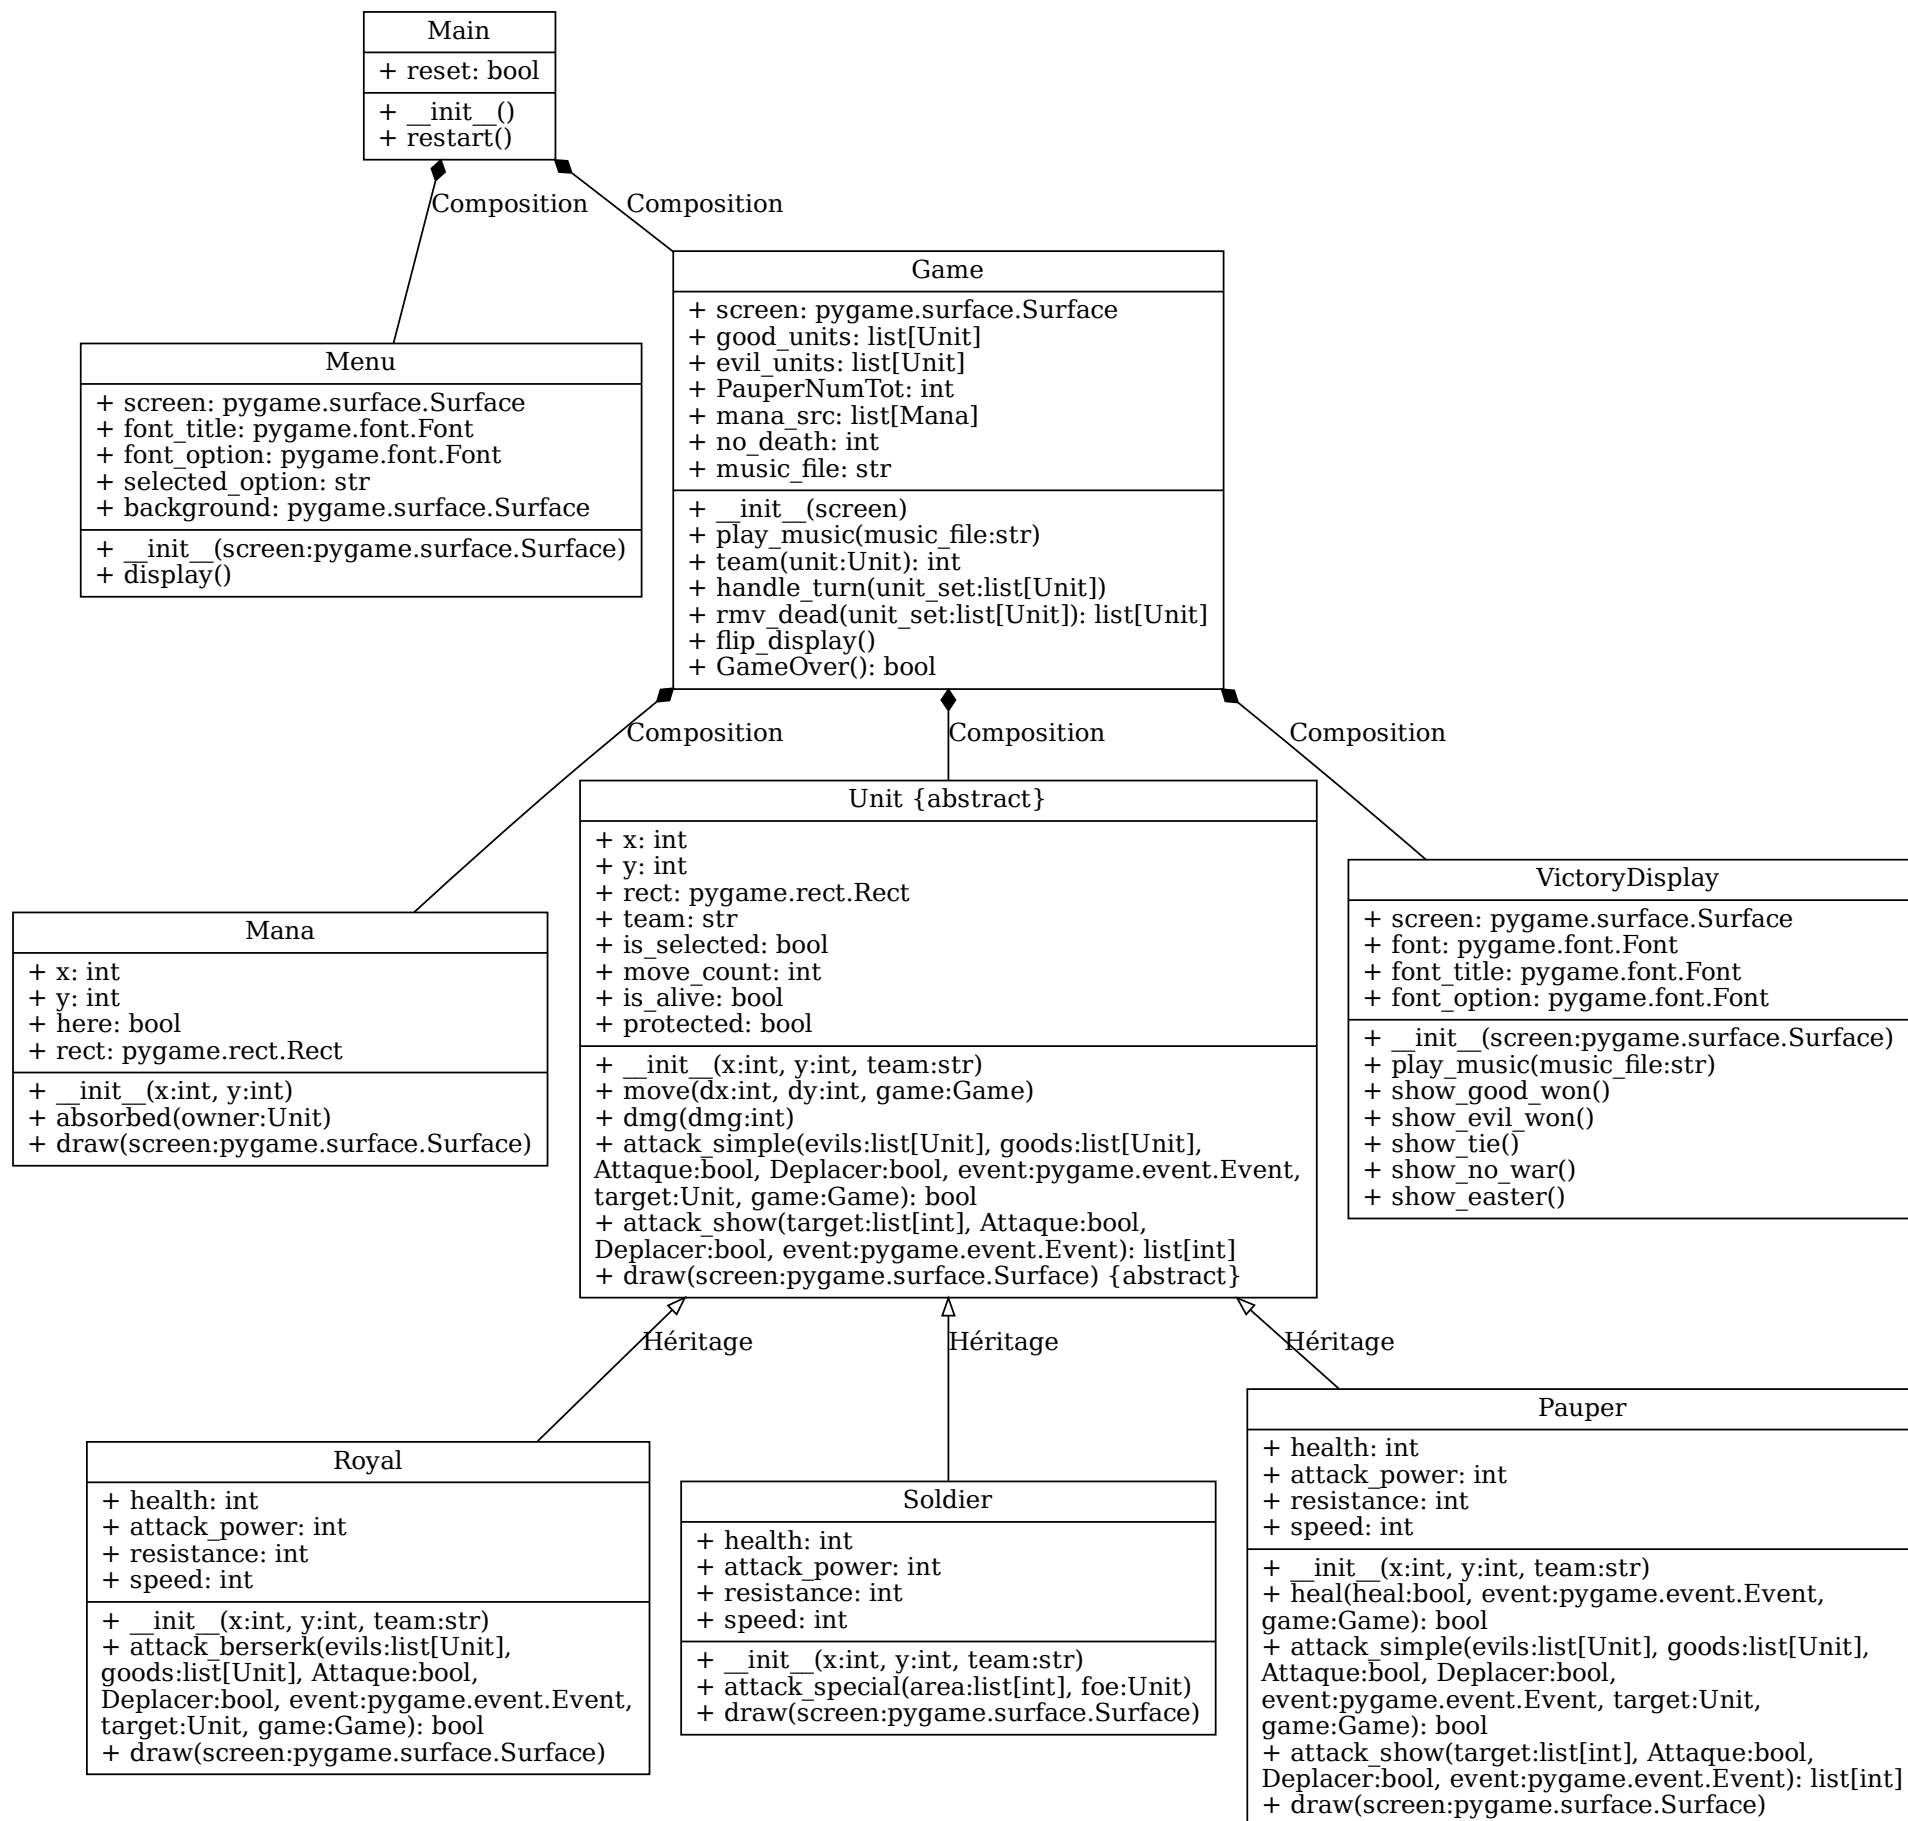 Main
+ reset: bool
+ __init__()
+ restart()
Composition
Composition
Game
+ screen: pygame.surface.Surface
+ good_units: list[Unit]
+ evil_units: list[Unit]
+ PauperNumTot: int
+ mana_src: list[Mana]
+ no_death: int
+ music_file: str
+ __init__(screen)
+ play_music(music_file:str)
+ team(unit:Unit): int
+ handle_turn(unit_set:list[Unit])
+ rmv_dead(unit_set:list[Unit]): list[Unit]
+ flip_display()
+ GameOver(): bool
Menu
+ screen: pygame.surface.Surface
+ font_title: pygame.font.Font
+ font_option: pygame.font.Font
+ selected_option: str
+ background: pygame.surface.Surface
+ __init__(screen:pygame.surface.Surface)
+ display()
Composition
Composition
Composition
Unit {abstract}
+ x: int
+ y: int
+ rect: pygame.rect.Rect
+ team: str
+ is_selected: bool
+ move_count: int
+ is_alive: bool
+ protected: bool
+ __init__(x:int, y:int, team:str)
+ move(dx:int, dy:int, game:Game)
+ dmg(dmg:int)
+ attack_simple(evils:list[Unit], goods:list[Unit],
Attaque:bool, Deplacer:bool, event:pygame.event.Event,
target:Unit, game:Game): bool
+ attack_show(target:list[int], Attaque:bool,
Deplacer:bool, event:pygame.event.Event): list[int]
+ draw(screen:pygame.surface.Surface) {abstract}
VictoryDisplay
+ screen: pygame.surface.Surface
+ font: pygame.font.Font
+ font_title: pygame.font.Font
+ font_option: pygame.font.Font
+ __init__(screen:pygame.surface.Surface)
+ play_music(music_file:str)
+ show_good_won()
+ show_evil_won()
+ show_tie()
+ show_no_war()
+ show_easter()
Mana
+ x: int
+ y: int
+ here: bool
+ rect: pygame.rect.Rect
+ __init__(x:int, y:int)
+ absorbed(owner:Unit)
+ draw(screen:pygame.surface.Surface)
Héritage
Héritage
Héritage
Royal
+ health: int
+ attack_power: int
+ resistance: int
+ speed: int
+ __init__(x:int, y:int, team:str)
+ attack_berserk(evils:list[Unit],
goods:list[Unit], Attaque:bool,
Deplacer:bool, event:pygame.event.Event,
target:Unit, game:Game): bool
+ draw(screen:pygame.surface.Surface)
Soldier
+ health: int
+ attack_power: int
+ resistance: int
+ speed: int
+ __init__(x:int, y:int, team:str)
+ attack_special(area:list[int], foe:Unit)
+ draw(screen:pygame.surface.Surface)
Pauper
+ health: int
+ attack_power: int
+ resistance: int
+ speed: int
+ __init__(x:int, y:int, team:str)
+ heal(heal:bool, event:pygame.event.Event,
game:Game): bool
+ attack_simple(evils:list[Unit], goods:list[Unit],
Attaque:bool, Deplacer:bool,
event:pygame.event.Event, target:Unit,
game:Game): bool
+ attack_show(target:list[int], Attaque:bool,
Deplacer:bool, event:pygame.event.Event): list[int]
+ draw(screen:pygame.surface.Surface)